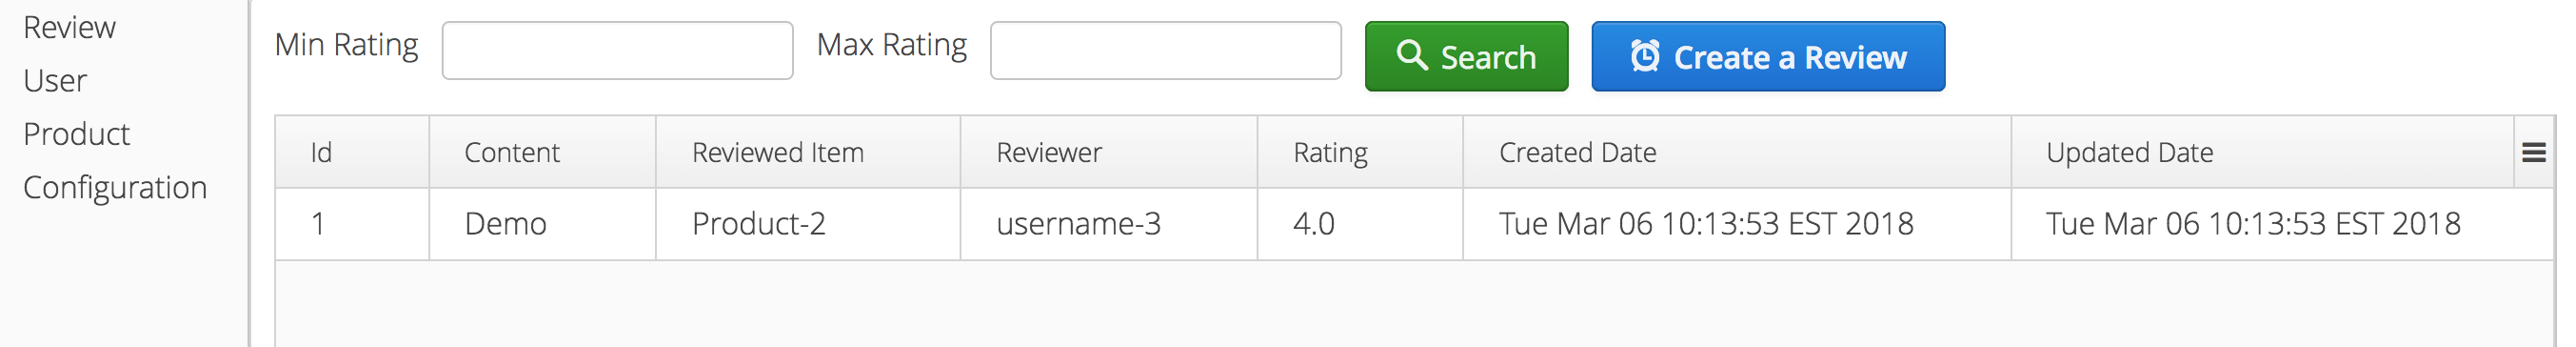 Review
User
Product
Configuration
Min Rating Max Rating Search Create a Review
Id Content Reviewed Item Reviewer Rating Created Date Updated Date
1 Demo Product-2 username-3 4.0 Tue Mar 06 10:13:53 EST 2018 Tue Mar 06 10:13:53 EST 2018